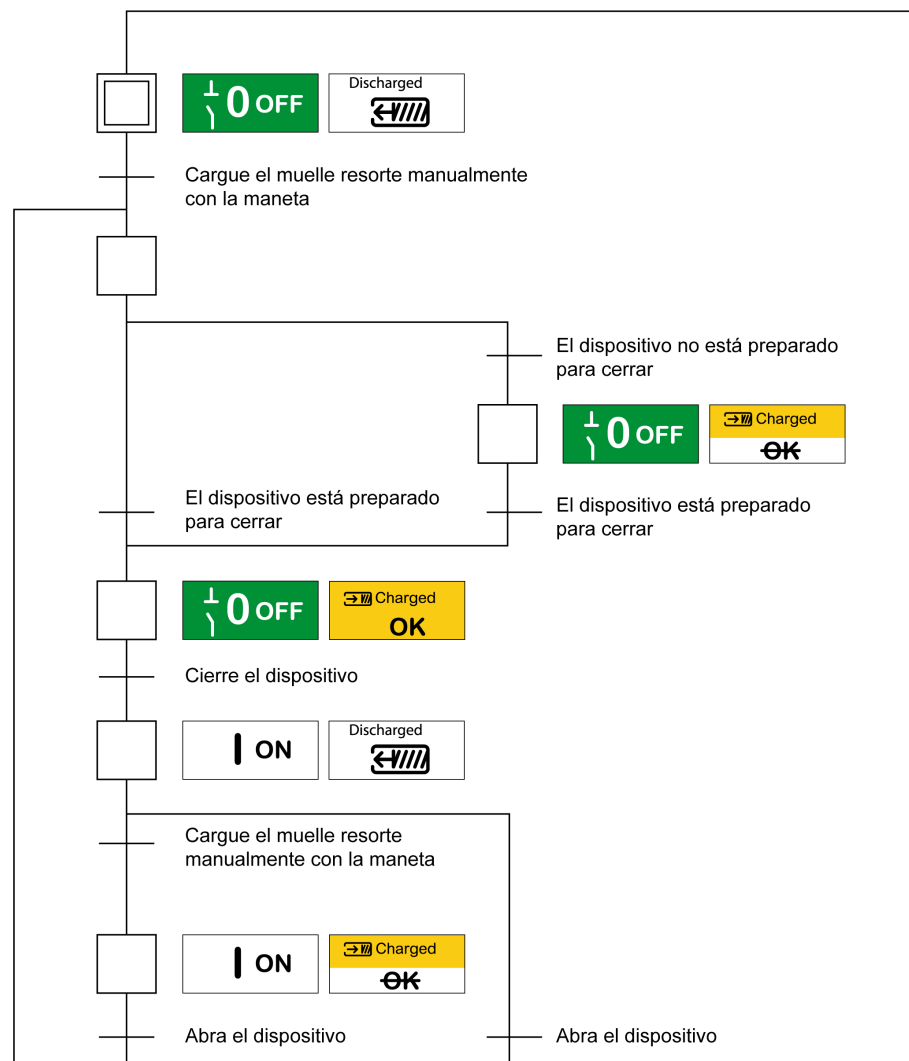 0 OFF
Discharged
Cargue el muelle resorte manualmente
con la maneta
El dispositivo no está preparado
para cerrar
0 OFF
Charged
OK
El dispositivo está preparado
para cerrar
El dispositivo está preparado
para cerrar
0 OFF
Charged
OK
Cierre el dispositivo
I ON
Discharged
Cargue el muelle resorte
manualmente con la maneta
I ON
Charged
OK
Abra el dispositivo
Abra el dispositivo